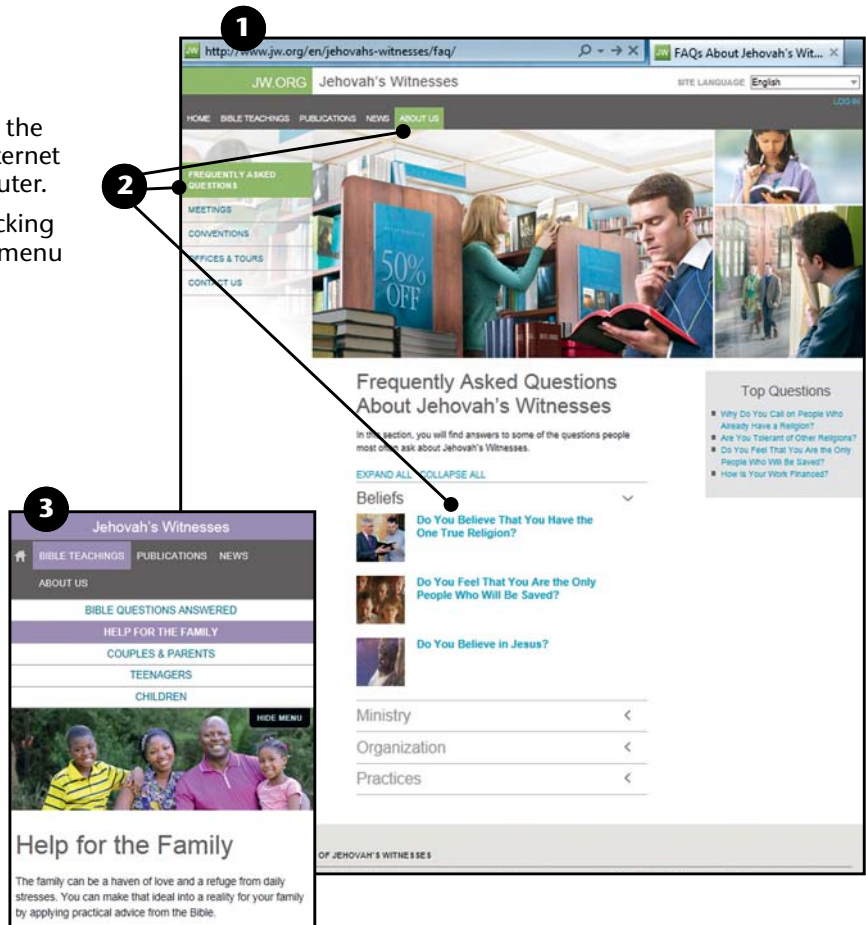 the
ternet
uter.
cking
menu
1
http://www.jw.org/en/jehovahs-witnesses/faq/
FAQs About Jehovah's Wit...
JW.ORG Jehovah's Witnesses
SITE LANGUAGE English
LOG IN
HOME BIBLE TEACHINGS PUBLICATIONS NEWS ABOUT US
2
FREQUENTLY ASKED
QUESTIONS
MEETINGS
CONVENTIONS
OFFICES & TOURS
CONTACT US
50%
OFF
Frequently Asked Questions
About Jehovah's Witnesses
In this section, you will find answers to some of the questions people
most often ask about Jehovah's Witnesses.
EXPAND ALL COLLAPSE ALL
Beliefs
Do You Believe That You Have the
One True Religion?
Do You Feel That You Are the Only
People Who Will Be Saved?
Do You Believe in Jesus?
Ministry
Organization
Practices
Top Questions
Why Do You Call on People Who
Already Have a Religion?
Are You Tolerant of Other Religions?
Do You Feel That You Are the Only
People Who Will Be Saved?
How Is Your Work Financed?
OF JEHOVAH'S WITNESSES
3
Jehovah's Witnesses
BIBLE TEACHINGS PUBLICATIONS NEWS
ABOUT US
BIBLE QUESTIONS ANSWERED
HELP FOR THE FAMILY
COUPLES & PARENTS
TEENAGERS
CHILDREN
HIDE MENU
Help for the Family
The family can be a haven of love and a refuge from daily
stresses. You can make that ideal into a reality for your family
by applying practical advice from the Bible.